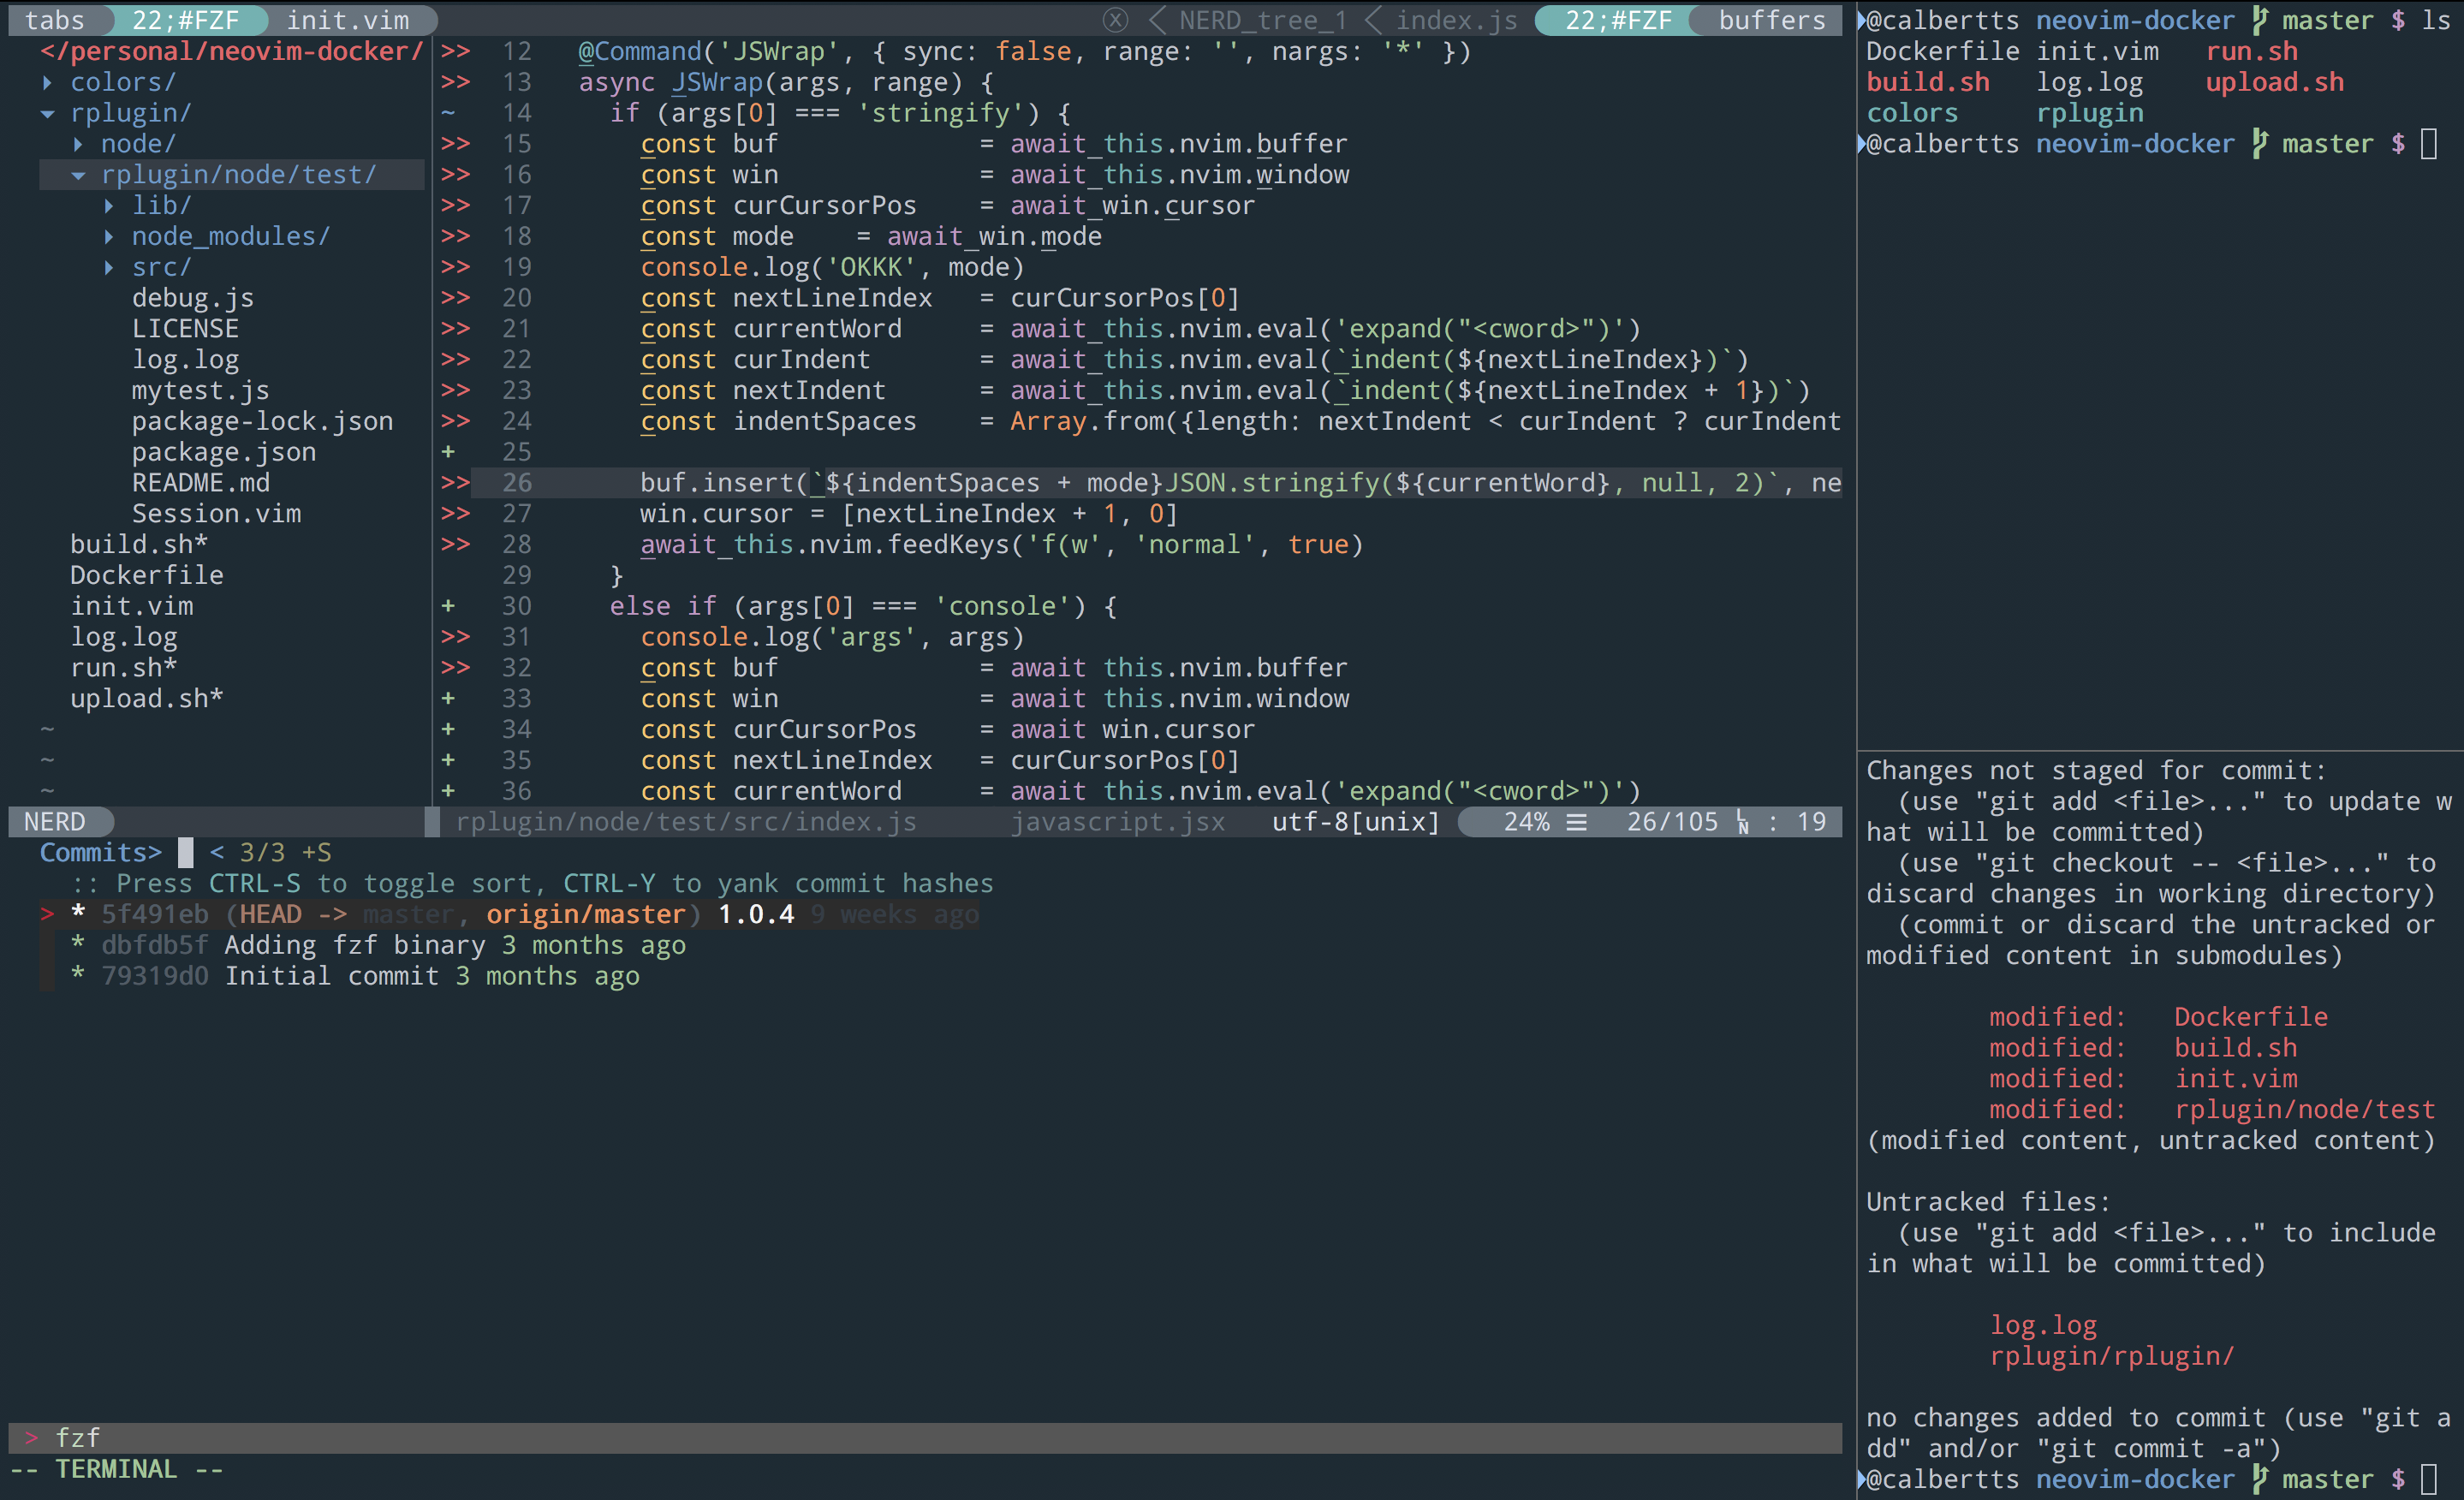 tabs 22;#FZF init.vim ⓧ NERD_tree_1 index.js 22;#FZF buffers
</personal/neovim-docker/
▸ colors/
▾ rplugin/
▸ node/
▾ rplugin/node/test/
▸ lib/
▸ node_modules/
▸ src/
debug.js
LICENSE
log.log
mytest.js
package-lock.json
package.json
README.md
Session.vim
build.sh*
Dockerfile
init.vim
log.log
run.sh*
upload.sh*
~
~
~
>> 12 @Command('JSWrap', { sync: false, range: '', nargs: '*' })
>> 13 async JSWrap(args, range) {
~ 14 if (args[0] === 'stringify') {
>> 15 const buf = await this.nvim.buffer
>> 16 const win = await this.nvim.window
>> 17 const curCursorPos = await win.cursor
>> 18 const mode = await win.mode
>> 19 console.log('OKKK', mode)
>> 20 const nextLineIndex = curCursorPos[0]
>> 21 const currentWord = await this.nvim.eval('expand("<cword>")')
>> 22 const curIndent = await this.nvim.eval(`indent(${nextLineIndex})`)
>> 23 const nextIndent = await this.nvim.eval(`indent(${nextLineIndex + 1})`)
>> 24 const indentSpaces = Array.from({length: nextIndent < curIndent ? curIndent
+ 25
>> 26 buf.insert(`${indentSpaces + mode}JSON.stringify(${currentWord}, null, 2)`, ne
>> 27 win.cursor = [nextLineIndex + 1, 0]
>> 28 await this.nvim.feedKeys('f(w', 'normal', true)
29 }
+ 30 else if (args[0] === 'console') {
>> 31 console.log('args', args)
>> 32 const buf = await this.nvim.buffer
+ 33 const win = await this.nvim.window
+ 34 const curCursorPos = await win.cursor
+ 35 const nextLineIndex = curCursorPos[0]
+ 36 const currentWord = await this.nvim.eval('expand("<cword>")')
NERD rplugin/node/test/src/index.js javascript.jsx utf-8[unix] 24% ☰ 26/105 ␤ : 19
Commits> < 3/3 +S
:: Press CTRL-S to toggle sort, CTRL-Y to yank commit hashes
> * 5f491eb (HEAD -> master, origin/master) 1.0.4 9 weeks ago
* dbfdb5f Adding fzf binary 3 months ago
* 79319d0 Initial commit 3 months ago
> fzf
-- TERMINAL --
@calbertts neovim-docker master $ ls
Dockerfile init.vim run.sh
build.sh log.log upload.sh
colors rplugin
@calbertts neovim-docker master $
Changes not staged for commit:
(use "git add <file>..." to update w
hat will be committed)
(use "git checkout -- <file>..." to
discard changes in working directory)
(commit or discard the untracked or
modified content in submodules)
modified: Dockerfile
modified: build.sh
modified: init.vim
modified: rplugin/node/test
(modified content, untracked content)
Untracked files:
(use "git add <file>..." to include
in what will be committed)
log.log
rplugin/rplugin/
no changes added to commit (use "git a
dd" and/or "git commit -a")
@calbertts neovim-docker master $